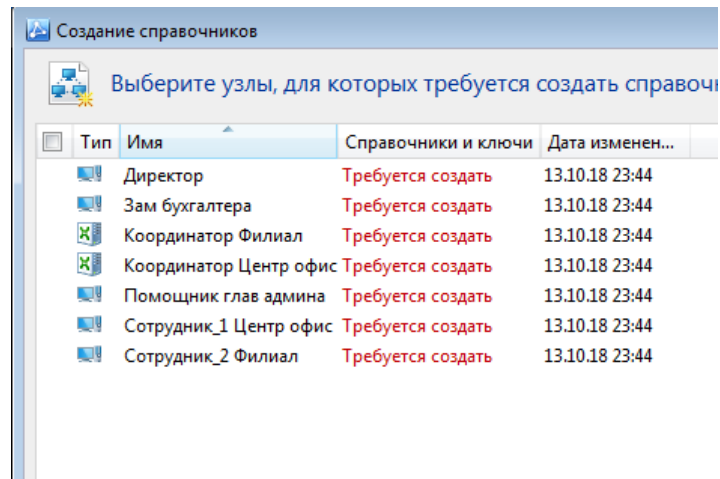 Создание справочников
Выберите узлы, для которых требуется создать
Тип Имя Справочники и ключи Дата изменен...
Директор Требуется создать 13.10.18 23:44
Зам бухгалтера Требуется создать 13.10.18 23:44
Координатор Филиал Требуется создать 13.10.18 23:44
Координатор Центр офис Требуется создать 13.10.18 23:44
Помощник глав админа Требуется создать 13.10.18 23:44
Сотрудник_1 Центр офис Требуется создать 13.10.18 23:44
Сотрудник_2 Филиал Требуется создать 13.10.18 23:44